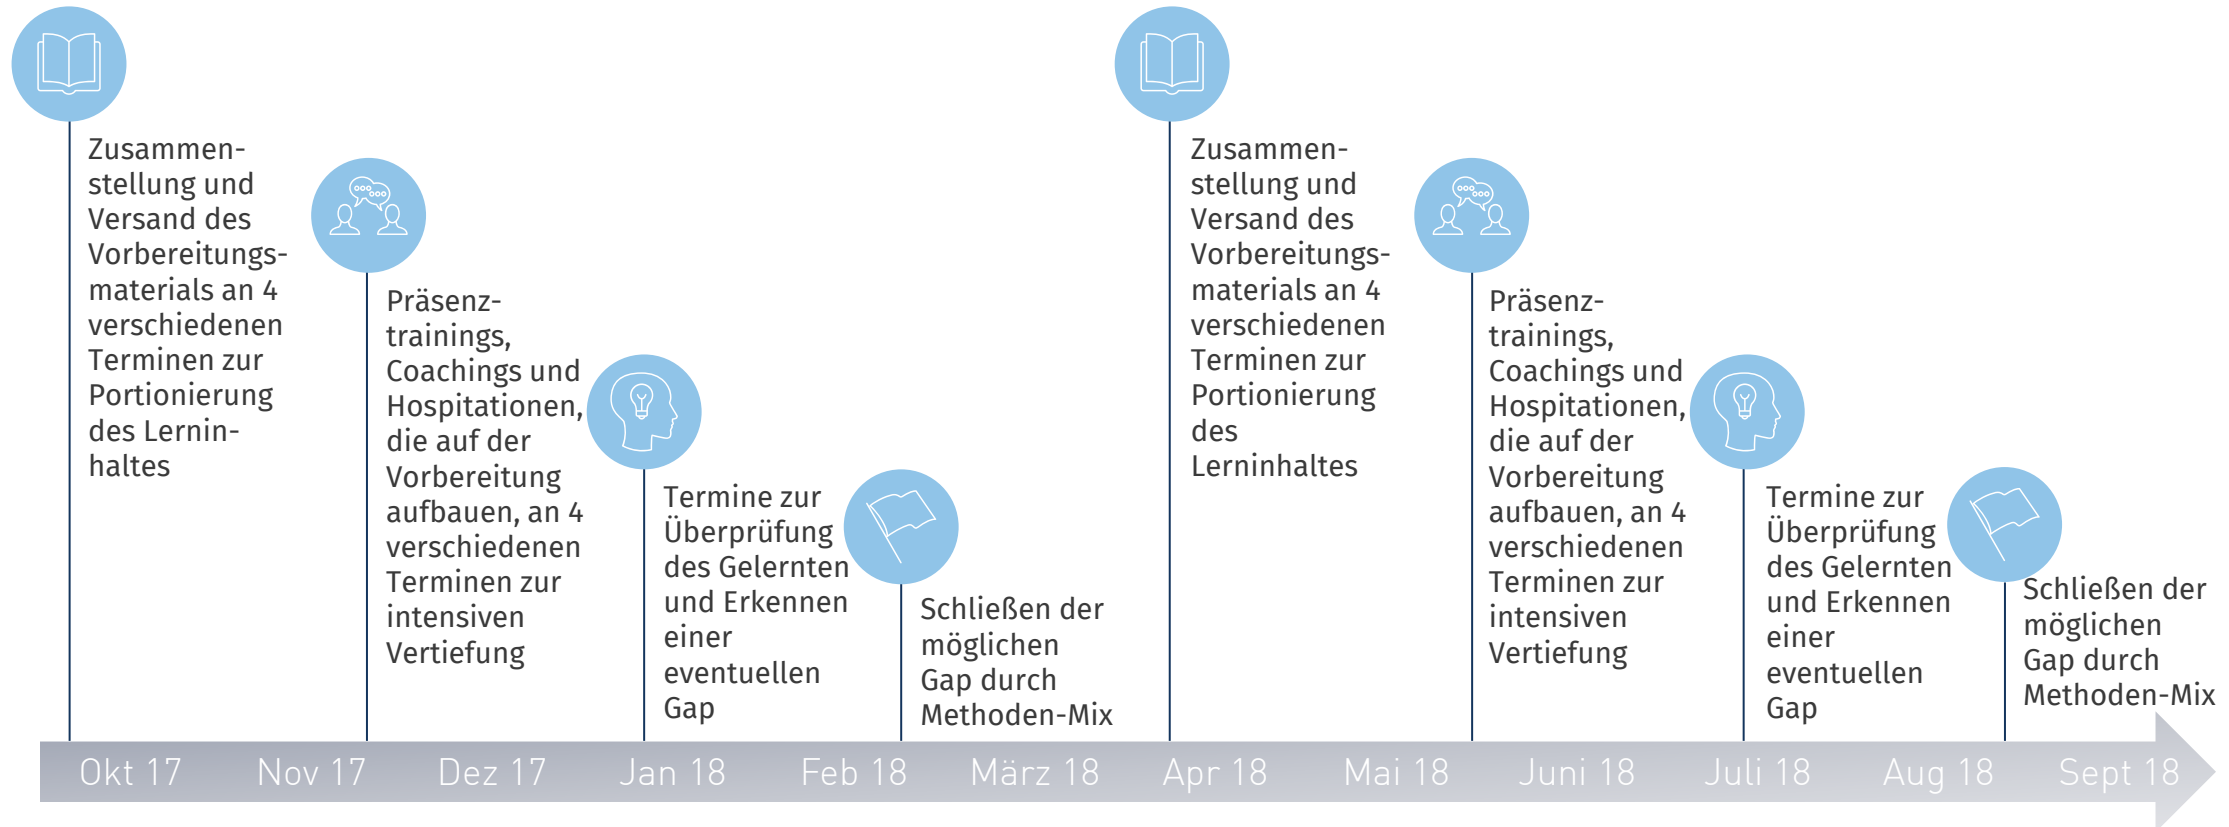 Zusammen-
stellung und
Versand des
Vorbereitungs-
materials an 4
verschiedenen
Terminen zur
Portionierung
des Lernin-
haltes
Präsenz-
trainings,
Coachings und
Hospitationen,
die auf der
Vorbereitung
aufbauen, an 4
verschiedenen
Terminen zur
intensiven
Vertiefung
Termine zur
Überprüfung
des Gelernten
und Erkennen
einer
eventuellen
Gap
Schließen der
möglichen
Gap durch
Methoden-Mix
Zusammen-
stellung und
Versand des
Vorbereitungs-
materials an 4
verschiedenen
Terminen zur
Portionierung
des
Lerninhaltes
Präsenz-
trainings,
Coachings und
Hospitationen,
die auf der
Vorbereitung
aufbauen, an 4
verschiedenen
Terminen zur
intensiven
Vertiefung
Termine zur
Überprüfung
des Gelernten
und Erkennen
einer
eventuellen
Gap
Schließen der
möglichen
Gap durch
Methoden-Mix
Okt 17 Nov 17 Dez 17 Jan 18 Feb 18 März 18 Apr 18 Mai 18 Juni 18 Juli 18 Aug 18 Sept 18